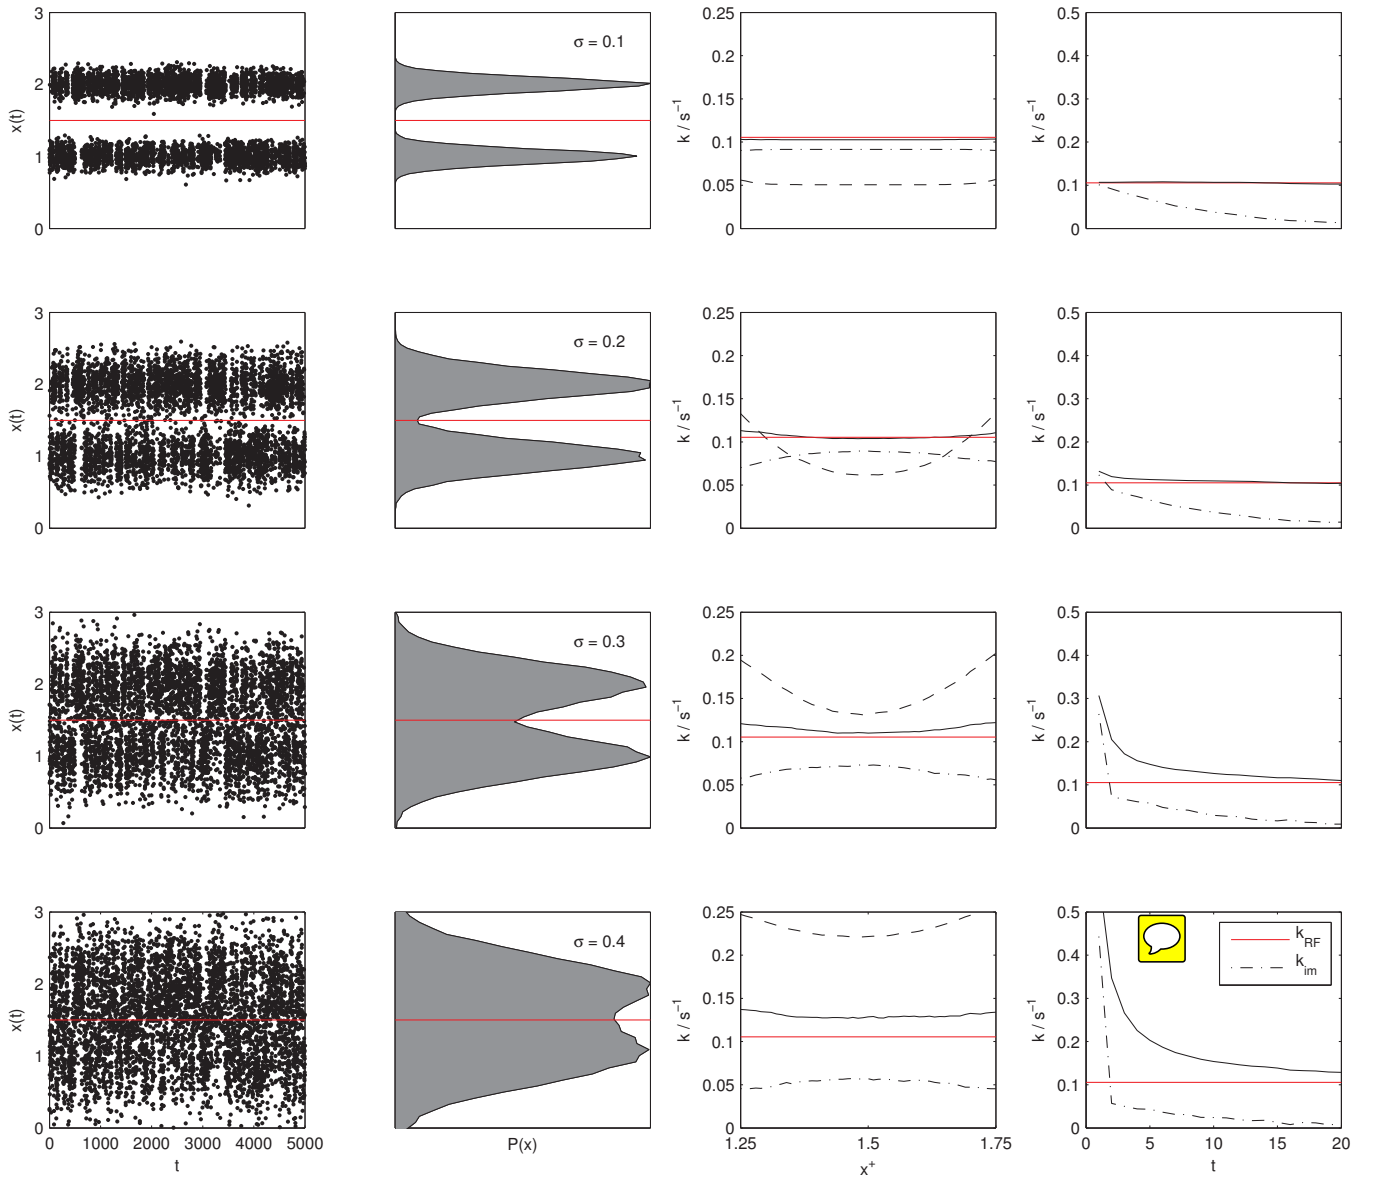 3
2
1
0
x(t)
σ = 0.1
0.25
0.2
0.15
0.1
0.05
0
k / s⁻¹
0.5
0.4
0.3
0.2
0.1
0
k / s⁻¹
3
2
1
0
x(t)
σ = 0.2
0.25
0.2
0.15
0.1
0.05
0
k / s⁻¹
0.5
0.4
0.3
0.2
0.1
0
k / s⁻¹
3
2
1
0
x(t)
σ = 0.3
0.25
0.2
0.15
0.1
0.05
0
k / s⁻¹
0.5
0.4
0.3
0.2
0.1
0
k / s⁻¹
3
2
1
0
x(t)
0 1000 2000 3000 4000 5000
t
σ = 0.4
P(x)
0.25
0.2
0.15
0.1
0.05
0
k / s⁻¹
1.25 1.5 1.75
x⁺
0.5
0.4
0.3
0.2
0.1
0
k / s⁻¹
k_RF
k_im
0 5 10 15 20
t